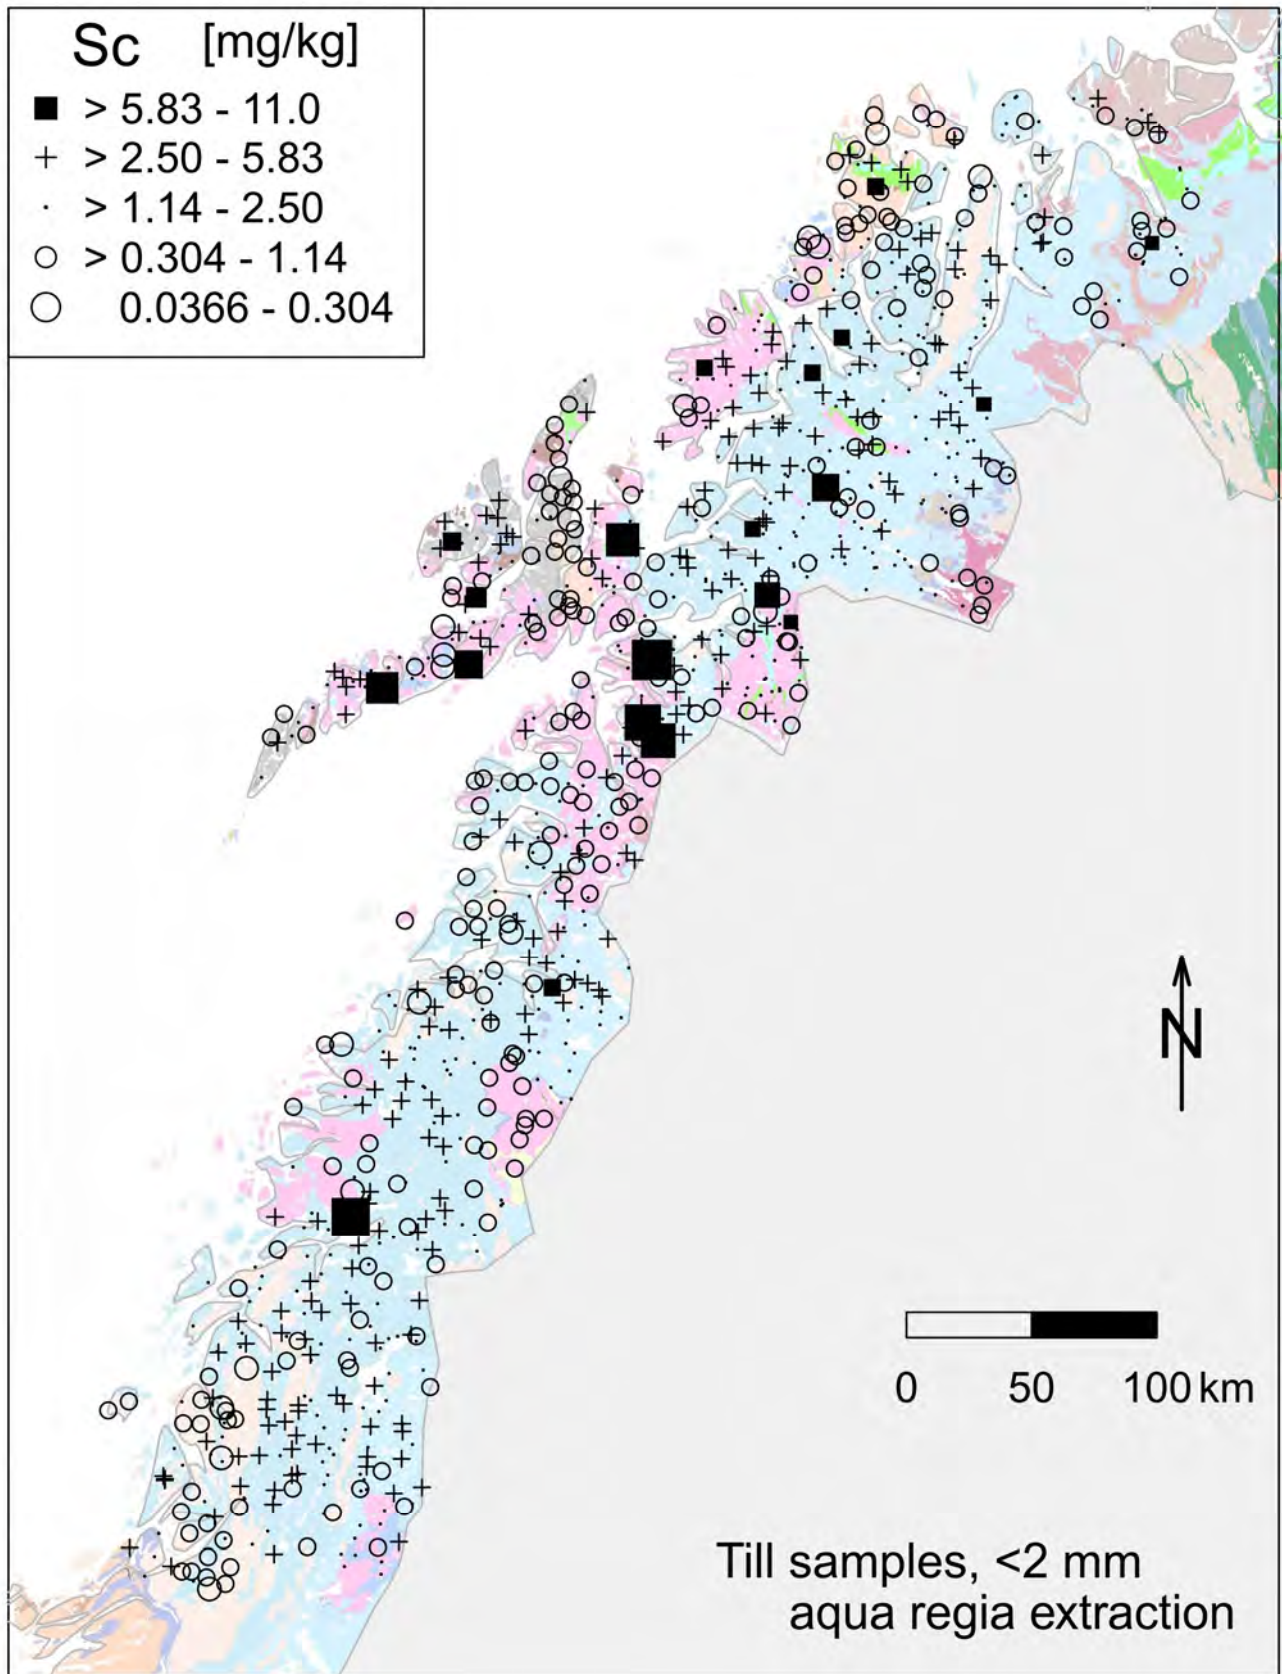 Sc [mg/kg]
> 5.83 - 11.0
> 2.50 - 5.83
> 1.14 - 2.50
> 0.304 - 1.14
0.0366 - 0.304
N
0 50 100 km
Till samples, <2 mm
aqua regia extraction